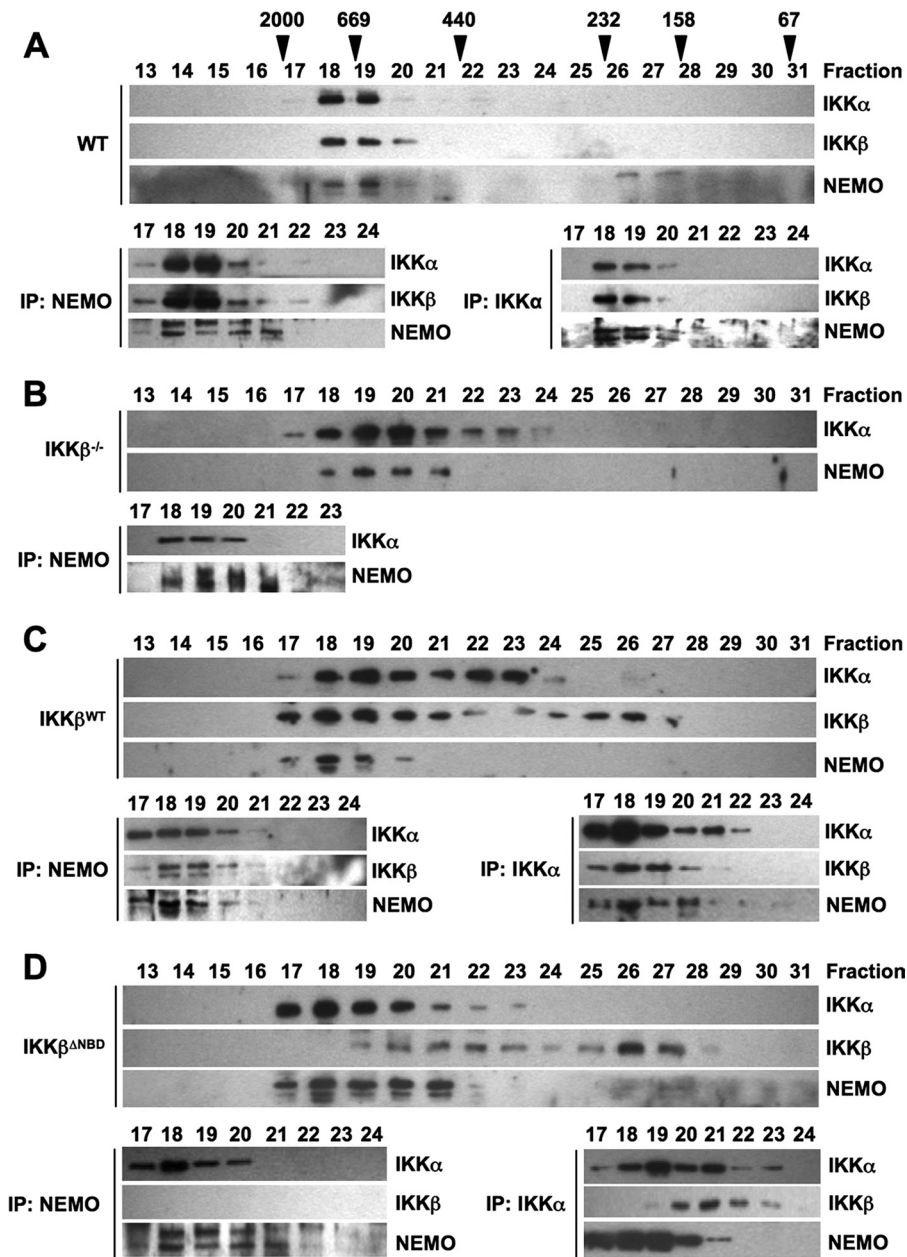 2000 669 440 232 158 67
A
13 14 15 16 17 18 19 20 21 22 23 24 25 26 27 28 29 30 31 Fraction
IKKα
WT
IKKβ
NEMO
17 18 19 20 21 22 23 24
17 18 19 20 21 22 23 24
IKKα
IKKα
IP: NEMO
IKKβ
IP: IKKα
IKKβ
NEMO
NEMO
B
13 14 15 16 17 18 19 20 21 22 23 24 25 26 27 28 29 30 31 Fraction
IKKα
IKKβ-/-
NEMO
17 18 19 20 21 22 23
IKKα
IP: NEMO
NEMO
C
13 14 15 16 17 18 19 20 21 22 23 24 25 26 27 28 29 30 31 Fraction
IKKα
IKKβWT
IKKβ
NEMO
17 18 19 20 21 22 23 24
17 18 19 20 21 22 23 24
IKKα
IKKα
IP: NEMO
IKKβ
IP: IKKα
IKKβ
NEMO
NEMO
D
13 14 15 16 17 18 19 20 21 22 23 24 25 26 27 28 29 30 31 Fraction
IKKα
IKKβΔNBD
IKKβ
NEMO
17 18 19 20 21 22 23 24
17 18 19 20 21 22 23 24
IKKα
IKKα
IP: NEMO
IKKβ
IP: IKKα
IKKβ
NEMO
NEMO